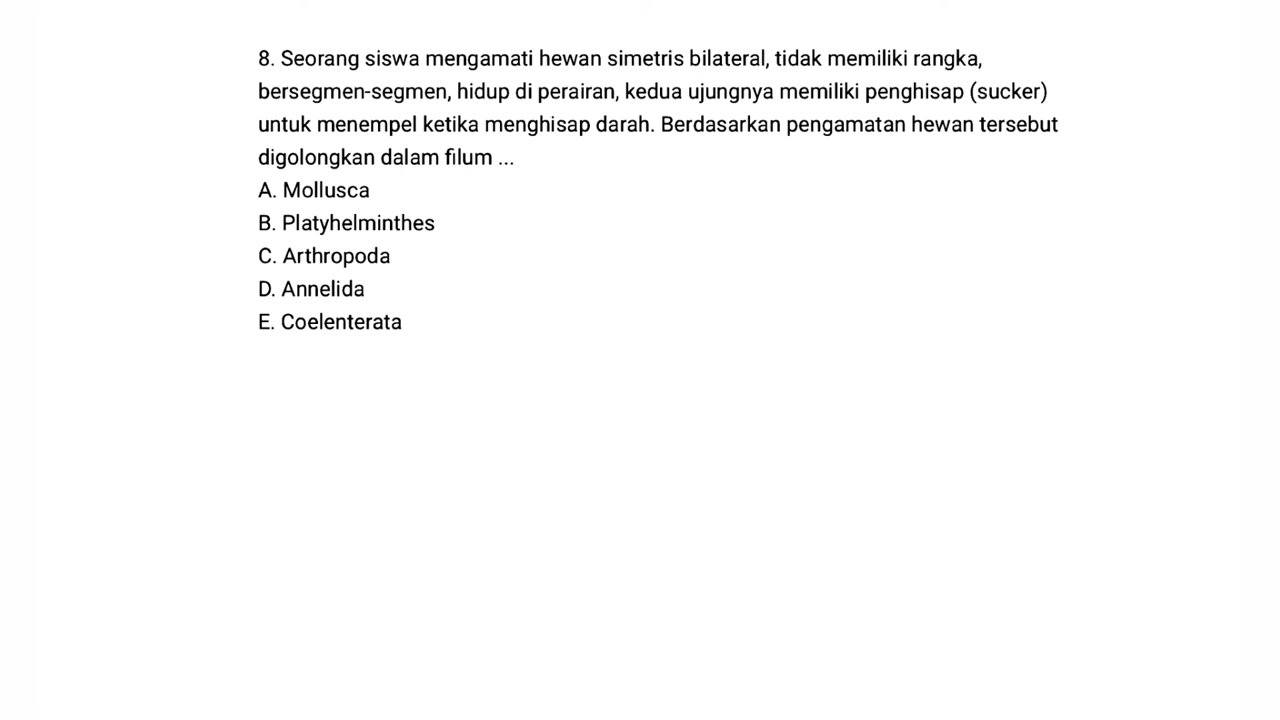 8. Seorang siswa mengamati hewan simetris bilateral, tidak memiliki rangka,
bersegmen-segmen, hidup di perairan, kedua ujungnya memiliki penghisap (sucker)
untuk menempel ketika menghisap darah. Berdasarkan pengamatan hewan tersebut
digolongkan dalam filum ...
A. Mollusca
B. Platyhelminthes
C. Arthropoda
D. Annelida
E. Coelenterata